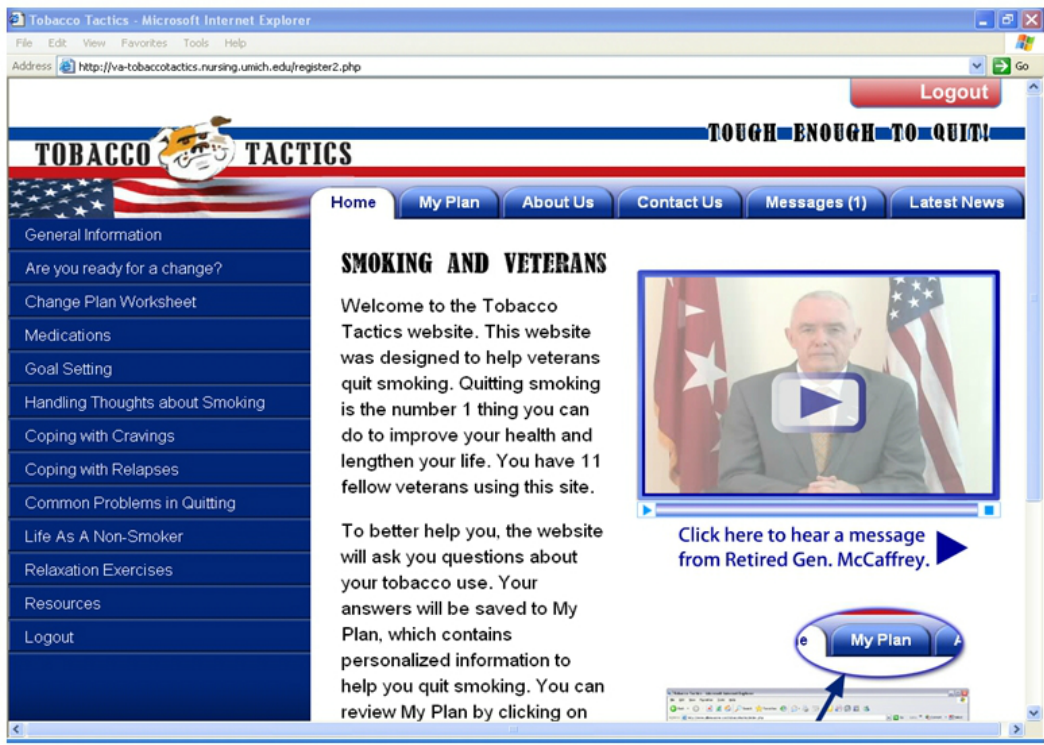 Tobacco Tactics - Microsoft Internet Explorer
File Edit View Favorites Tools Help
Address http://va-tobaccotactics.nursing.umich.edu/register2.php Go
Logout
TOUGH ENOUGH TO QUIT!
TOBACCO TACTICS
Home My Plan About Us Contact Us Messages (1) Latest News
General Information
Are you ready for a change?
Change Plan Worksheet
Medications
Goal Setting
Handling Thoughts about Smoking
Coping with Cravings
Coping with Relapses
Common Problems in Quitting
Life As A Non-Smoker
Relaxation Exercises
Resources
Logout
SMOKING AND VETERANS
Welcome to the Tobacco
Tactics website. This website
was designed to help veterans
quit smoking. Quitting smoking
is the number 1 thing you can
do to improve your health and
lengthen your life. You have 11
fellow veterans using this site.
To better help you, the website
will ask you questions about
your tobacco use. Your
answers will be saved to My
Plan, which contains
personalized information to
help you quit smoking. You can
review My Plan by clicking on
Click here to hear a message
from Retired Gen. McCaffrey.
e My Plan A